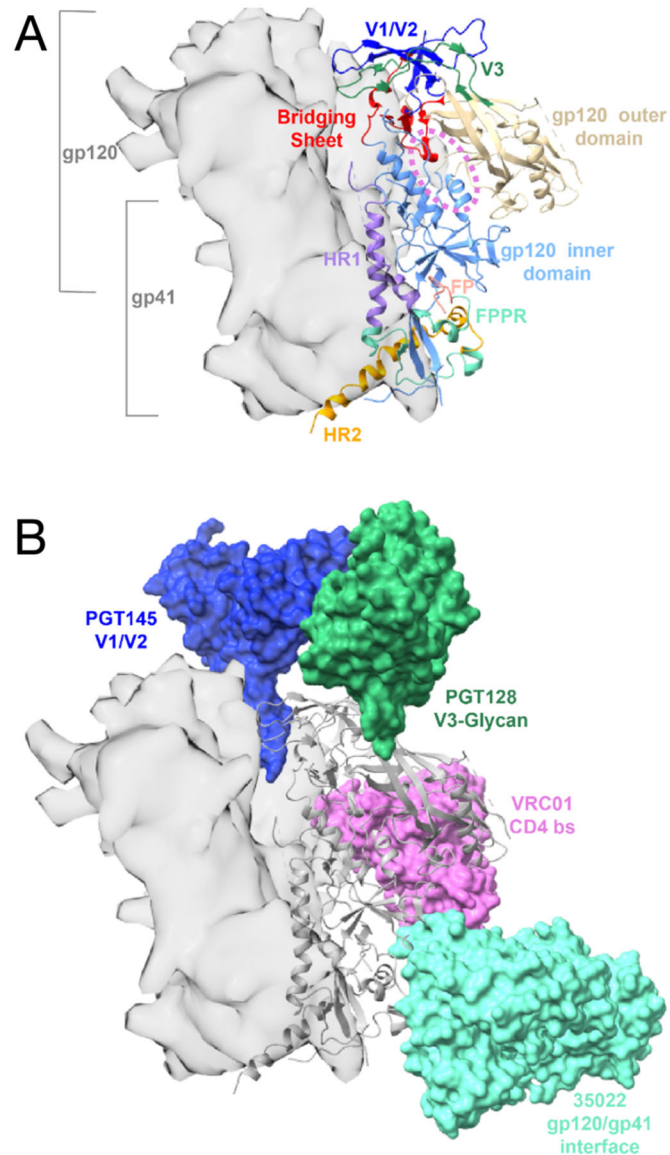 A
V1/V2
V3
Bridging
Sheet
gp120 outer
domain
gp120
HR1
gp120 inner
domain
gp41
FP
FPPR
HR2
B
PGT145
V1/V2
PGT128
V3-Glycan
VRC01
CD4 bs
35022
gp120/gp41
interface